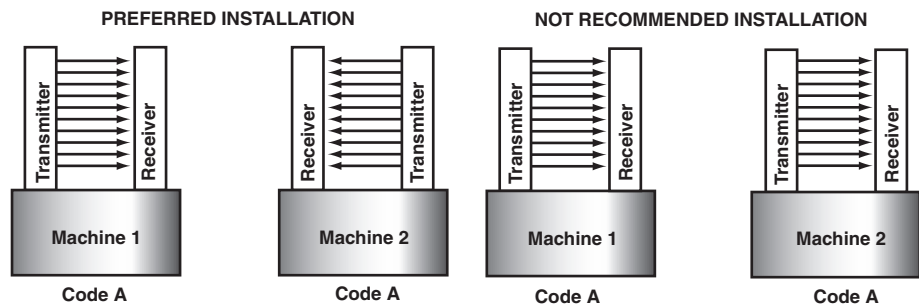 PREFERRED INSTALLATION
Transmitter
Receiver
Machine 1
Code A
Receiver
Transmitter
Machine 2
Code A
NOT RECOMMENDED INSTALLATION
Transmitter
Receiver
Machine 1
Code A
Transmitter
Receiver
Machine 2
Code A